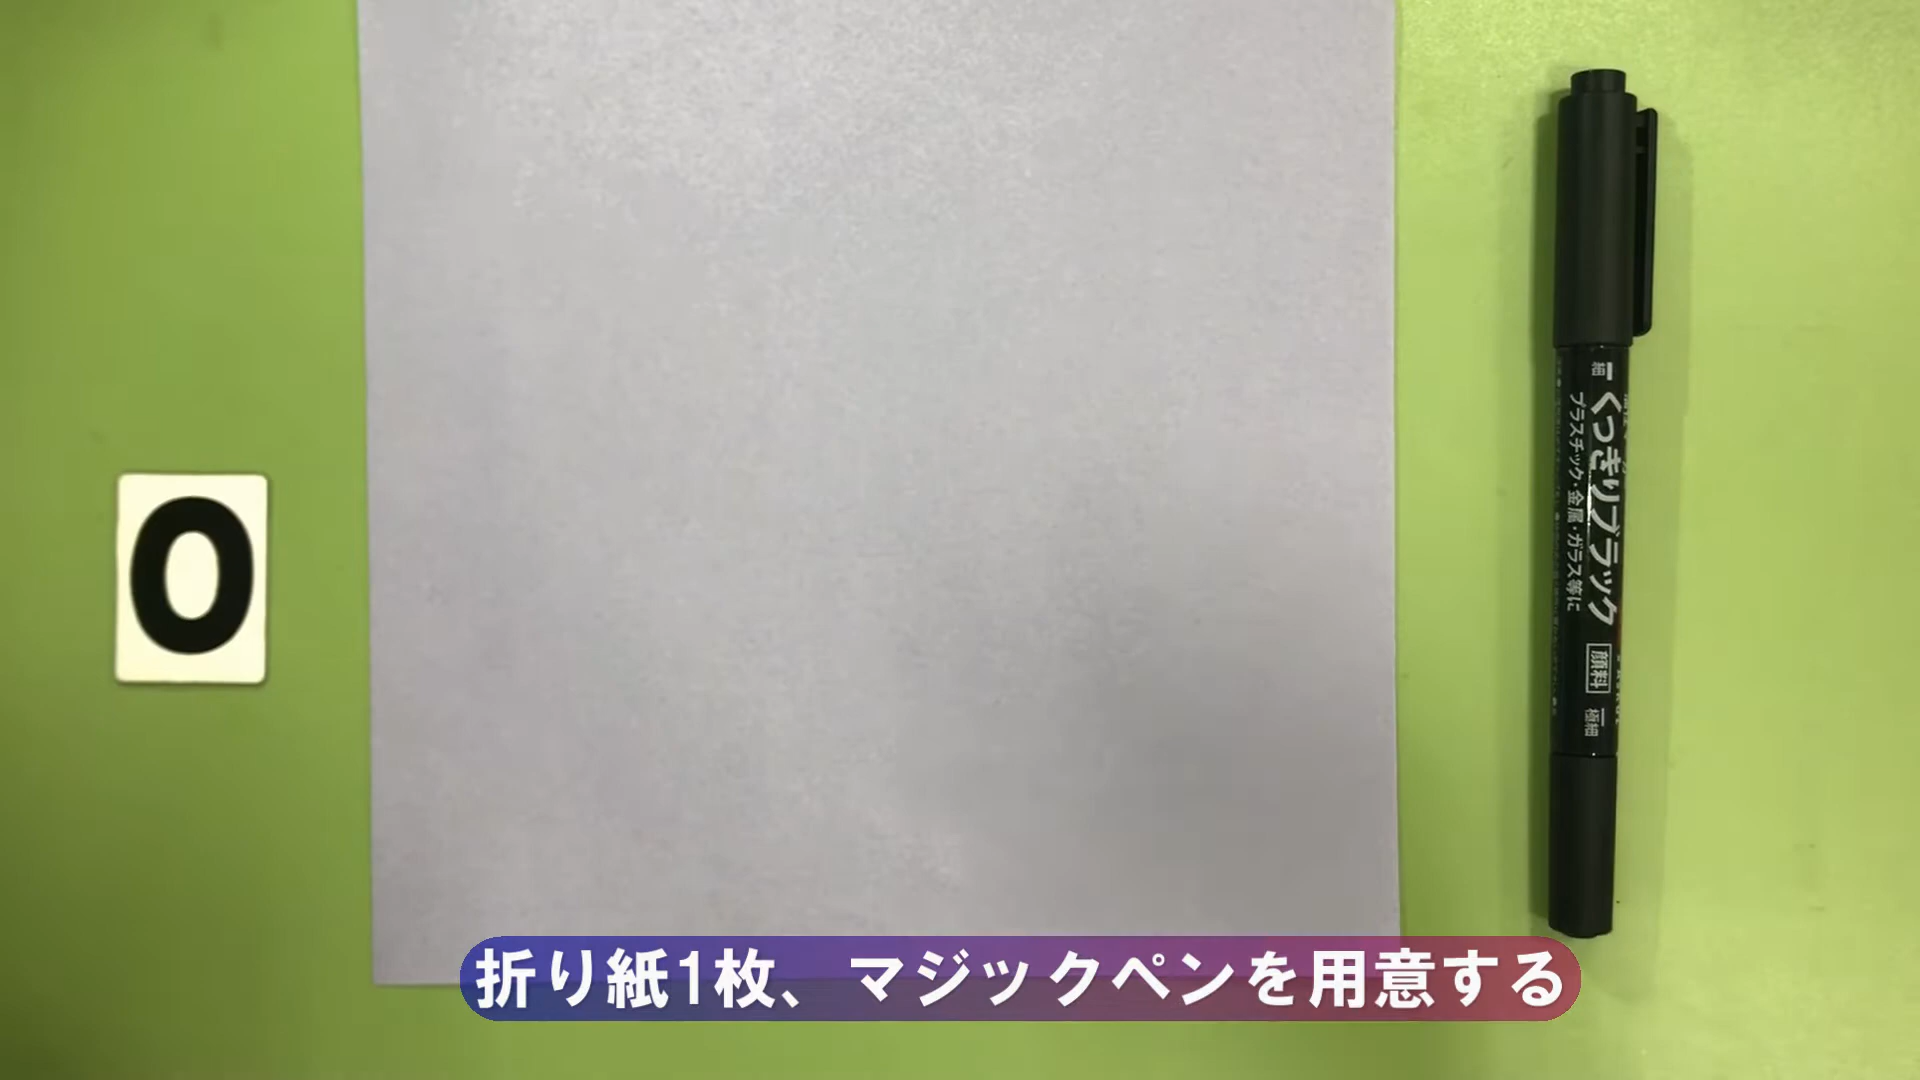 0
細
くっきりブラック
プラスチック・金属・ガラス等に
顔料
極細
折り紙1枚、マジックペンを用意する